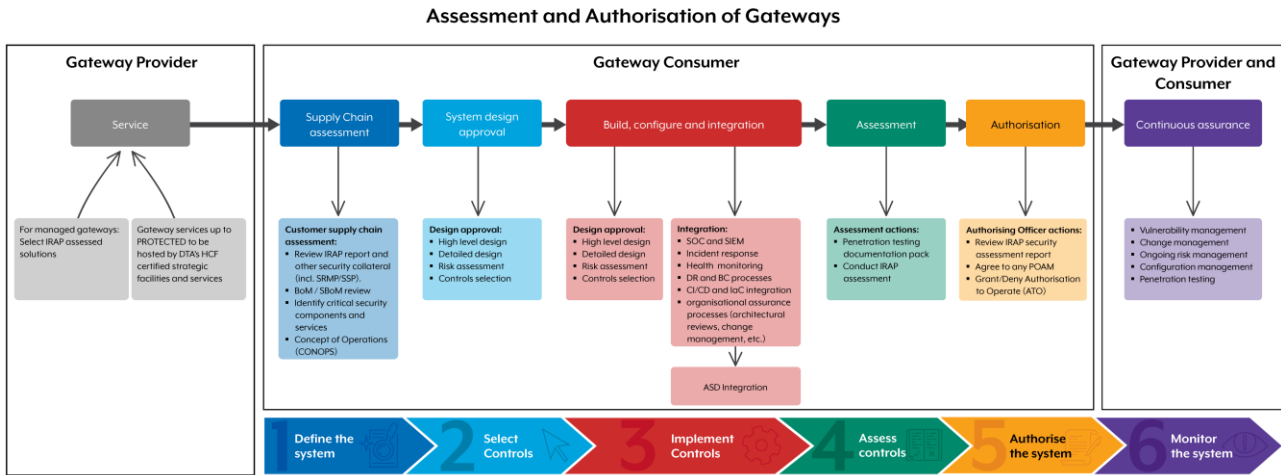 Assessment and Authorisation of Gateways
Gateway Provider
Gateway Consumer
Gateway Provider and
Consumer
Service
Supply Chain
assessment
System design
approval
Build, configure and integration
Assessment
Authorisation
Continuous assurance
For managed gateways:
Select IRAP assessed
solutions
Gateway services up to
PROTECTED to be
hosted by DTA's HCF
certified strategic
facilities and services
Customer supply chain
assessment:
▪ Review IRAP report and
other security collateral
(incl. SRMP/SSP).
▪ BoM / SBoM review
▪ Identify critical security
components and
services
▪ Concept of Operations
(CONOPS)
Design approval:
▪ High level design
▪ Detailed design
▪ Risk assessment
▪ Controls selection
Design approval:
▪ High level design
▪ Detailed design
▪ Risk assessment
▪ Controls selection
Integration:
▪ SOC and SIEM
▪ Incident response
▪ Health monitoring
▪ DR and BC processes
▪ CI/CD and IaC integration
▪ organisational assurance
processes (architectural
reviews, change
management, etc.)
ASD Integration
Assessment actions:
▪ Penetration testing
documentation pack
▪ Conduct IRAP
assessment
Authorising Officer actions:
▪ Review IRAP security
assessment report
▪ Agree to any POAM
▪ Grant/Deny Authorisation
to Operate (ATO)
▪ Vulnerability management
▪ Change management
▪ Ongoing risk management
▪ Configuration management
▪ Penetration testing
1 Define the
system
2 Select
Controls
3 Implement
Controls
4 Assess
controls
5 Authorise
the system
6 Monitor
the system